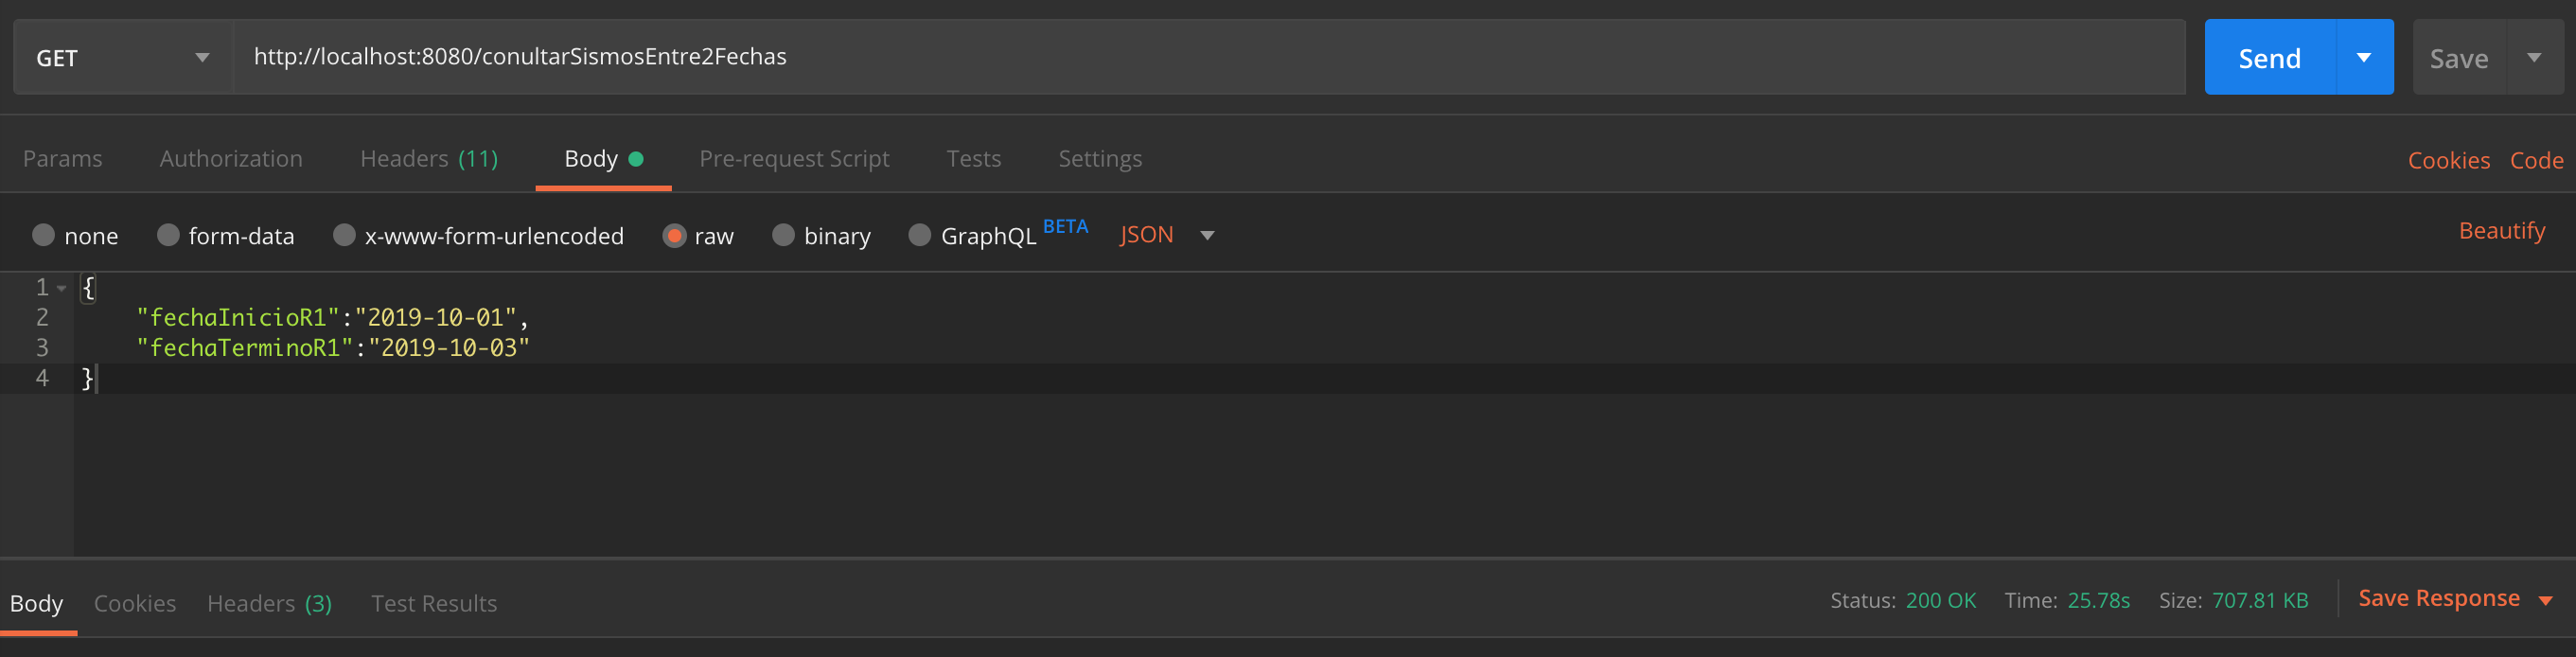 GET http://localhost:8080/conultarSismosEntre2Fechas Send Save
Params Authorization Headers (11) Body Pre-request Script Tests Settings Cookies Code
none form-data x-www-form-urlencoded raw binary GraphQL BETA JSON Beautify
1 {
2 "fechaInicioR1":"2019-10-01",
3 "fechaTerminoR1":"2019-10-03"
4 }
Body Cookies Headers (3) Test Results Status: 200 OK Time: 25.78s Size: 707.81 KB Save Response